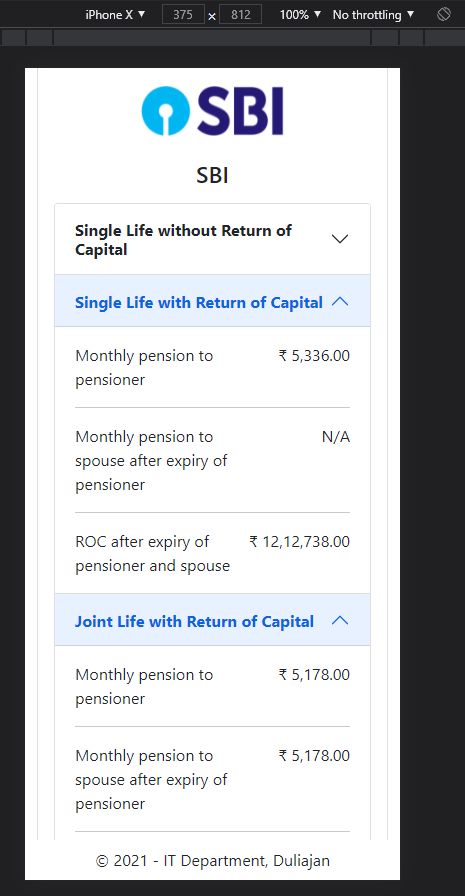 iPhone X ▼ 375 × 812 100% ▼ No throttling ▼
SBI
SBI
Single Life without Return of
Capital
Single Life with Return of Capital
Monthly pension to ₹ 5,336.00
pensioner
Monthly pension to N/A
spouse after expiry of
pensioner
ROC after expiry of ₹ 12,12,738.00
pensioner and spouse
Joint Life with Return of Capital
Monthly pension to ₹ 5,178.00
pensioner
Monthly pension to ₹ 5,178.00
spouse after expiry of
pensioner
© 2021 - IT Department, Duliajan